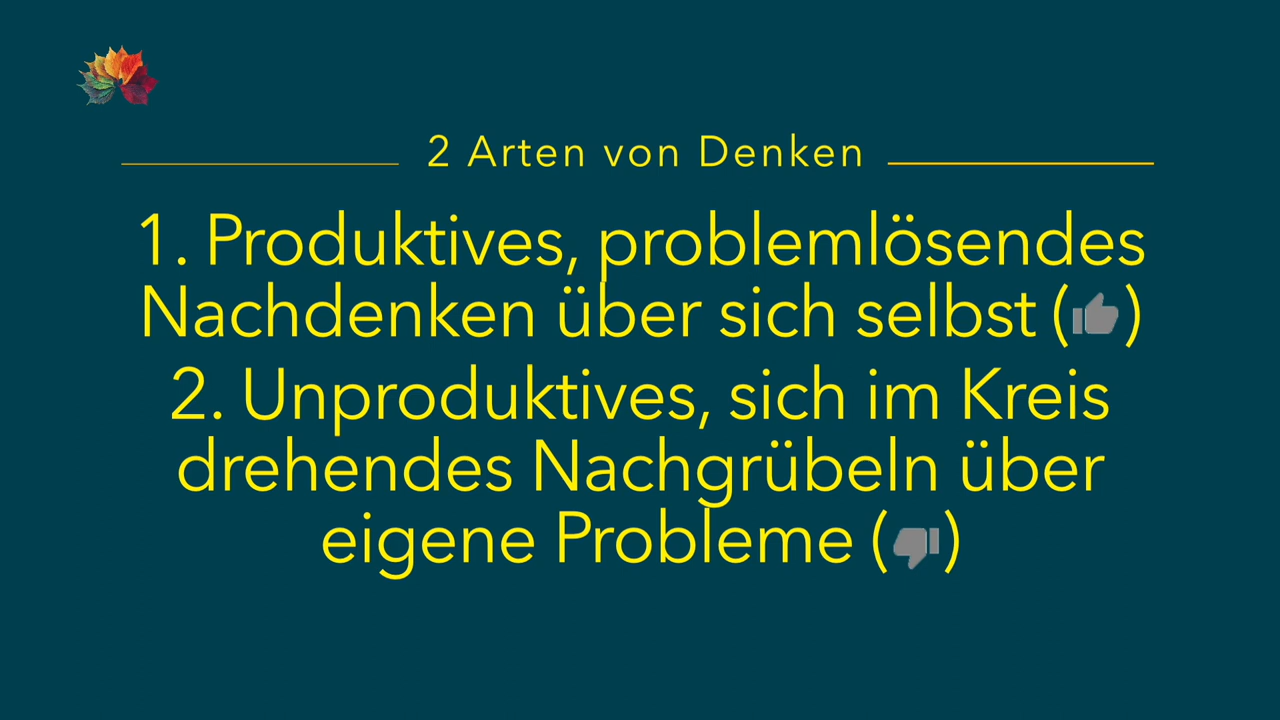 2 Arten von Denken
1. Produktives, problemlösendes
Nachdenken über sich selbst ()
2. Unproduktives, sich im Kreis
drehendes Nachgrübeln über
eigene Probleme ()